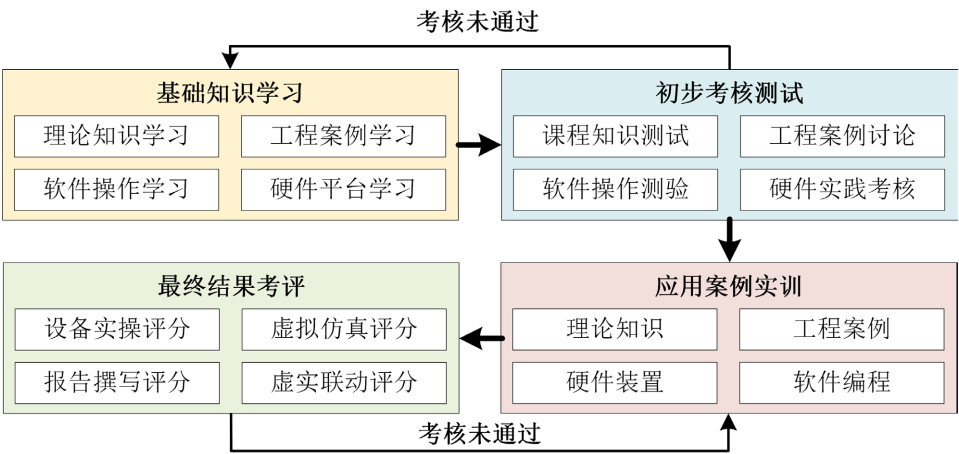 考核未通过
基础知识学习
理论知识学习
工程案例学习
软件操作学习
硬件平台学习
初步考核测试
课程知识测试
工程案例讨论
软件操作测验
硬件实践考核
最终结果考评
设备实操评分
虚拟仿真评分
报告撰写评分
虚实联动评分
应用案例实训
理论知识
工程案例
硬件装置
软件编程
考核未通过